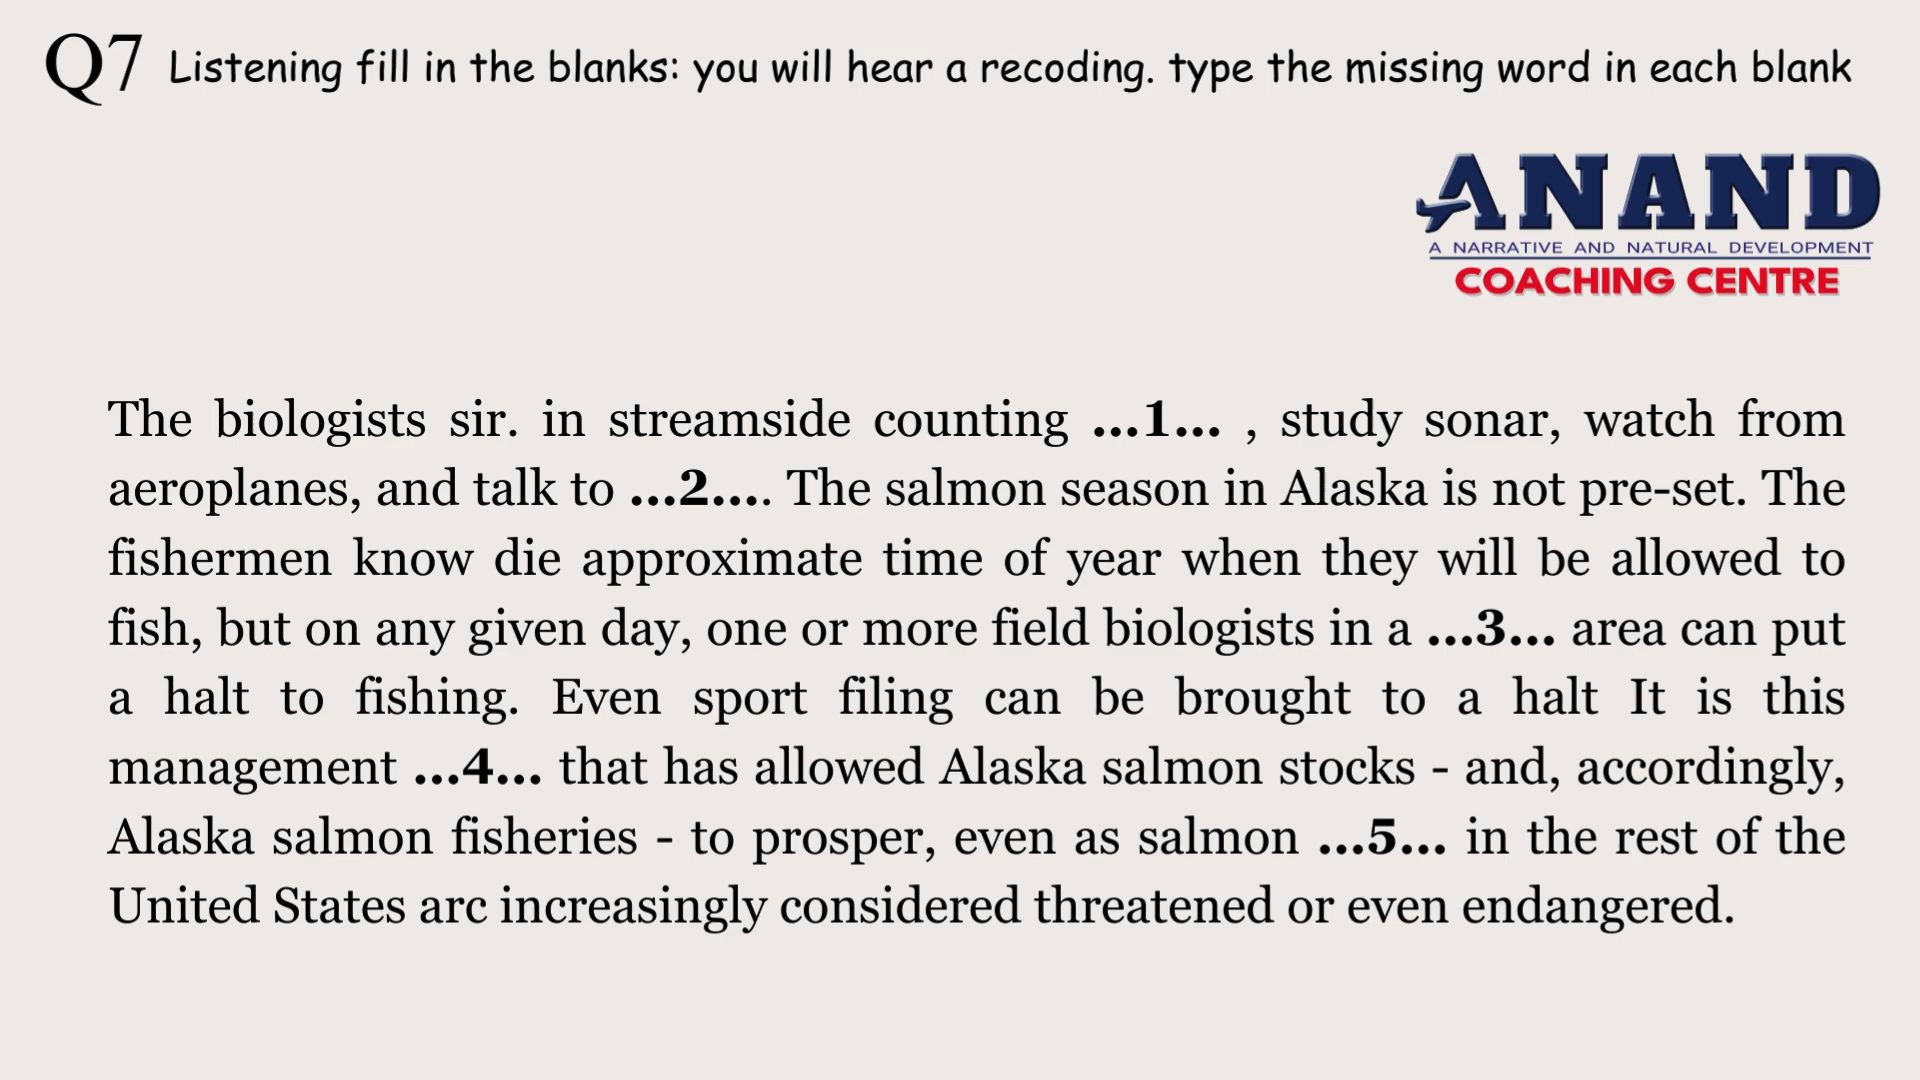 Q7 Listening fill in the blanks: you will hear a recoding. type the missing word in each blank
ANAND
A NARRATIVE AND NATURAL DEVELOPMENT
COACHING CENTRE
The biologists sir. in streamside counting ...1... , study sonar, watch from
aeroplanes, and talk to ...2.... The salmon season in Alaska is not pre-set. The
fishermen know die approximate time of year when they will be allowed to
fish, but on any given day, one or more field biologists in a ...3... area can put
a halt to fishing. Even sport filing can be brought to a halt It is this
management ...4... that has allowed Alaska salmon stocks - and, accordingly,
Alaska salmon fisheries - to prosper, even as salmon ...5... in the rest of the
United States arc increasingly considered threatened or even endangered.